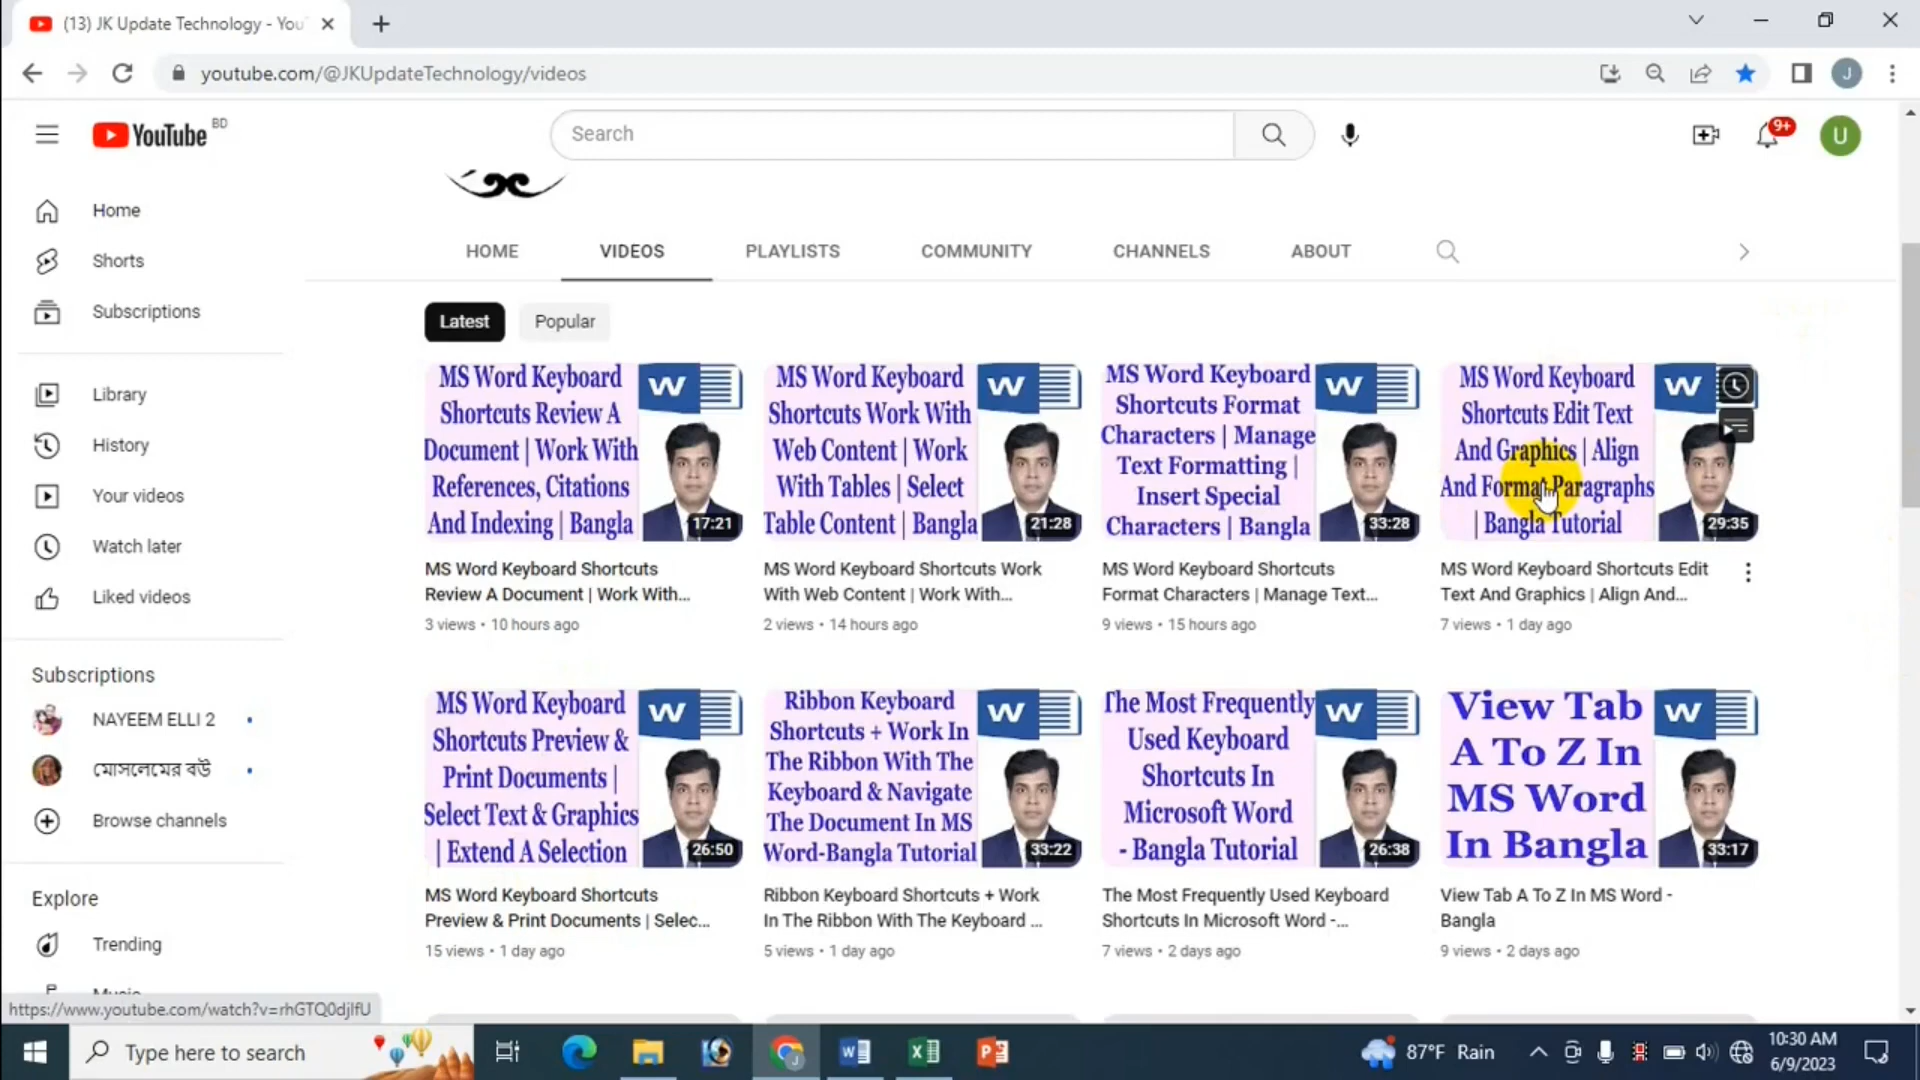 (13) JK Update Technology - You
youtube.com/@JKUpdateTechnology/videos
J
YouTube BD
Search
9+
U
Home
Shorts
Subscriptions
Library
History
Your videos
Watch later
Liked videos
Subscriptions
NAYEEM ELLI 2
মোসলেমের বউ
Browse channels
Explore
Trending
HOME VIDEOS PLAYLISTS COMMUNITY CHANNELS ABOUT
Latest Popular
MS Word Keyboard
Shortcuts Review A
Document | Work With
References, Citations
And Indexing | Bangla
W
17:21
MS Word Keyboard Shortcuts
Review A Document | Work With...
3 views • 10 hours ago
MS Word Keyboard
Shortcuts Work With
Web Content | Work
With Tables | Select
Table Content | Bangla
W
21:28
MS Word Keyboard Shortcuts Work
With Web Content | Work With...
2 views • 14 hours ago
MS Word Keyboard
Shortcuts Format
Characters | Manage
Text Formatting |
Insert Special
Characters | Bangla
W
33:28
MS Word Keyboard Shortcuts
Format Characters | Manage Text...
9 views • 15 hours ago
MS Word Keyboard
Shortcuts Edit Text
And Graphics | Align
And Format Paragraphs
| Bangla Tutorial
W
29:35
MS Word Keyboard Shortcuts Edit
Text And Graphics | Align And...
7 views • 1 day ago
MS Word Keyboard
Shortcuts Preview &
Print Documents |
Select Text & Graphics
| Extend A Selection
W
26:50
MS Word Keyboard Shortcuts
Preview & Print Documents | Selec...
15 views • 1 day ago
Ribbon Keyboard
Shortcuts + Work In
The Ribbon With The
Keyboard & Navigate
The Document In MS
Word-Bangla Tutorial
W
33:22
Ribbon Keyboard Shortcuts + Work
In The Ribbon With The Keyboard ...
5 views • 1 day ago
The Most Frequently
Used Keyboard
Shortcuts In
Microsoft Word
- Bangla Tutorial
W
26:38
The Most Frequently Used Keyboard
Shortcuts In Microsoft Word -...
7 views • 2 days ago
View Tab
A To Z In
MS Word
In Bangla
W
33:17
View Tab A To Z In MS Word -
Bangla
9 views • 2 days ago
https://www.youtube.com/watch?v=rhGTQ0djlfU
Type here to search
87°F Rain
10:30 AM
6/9/2023